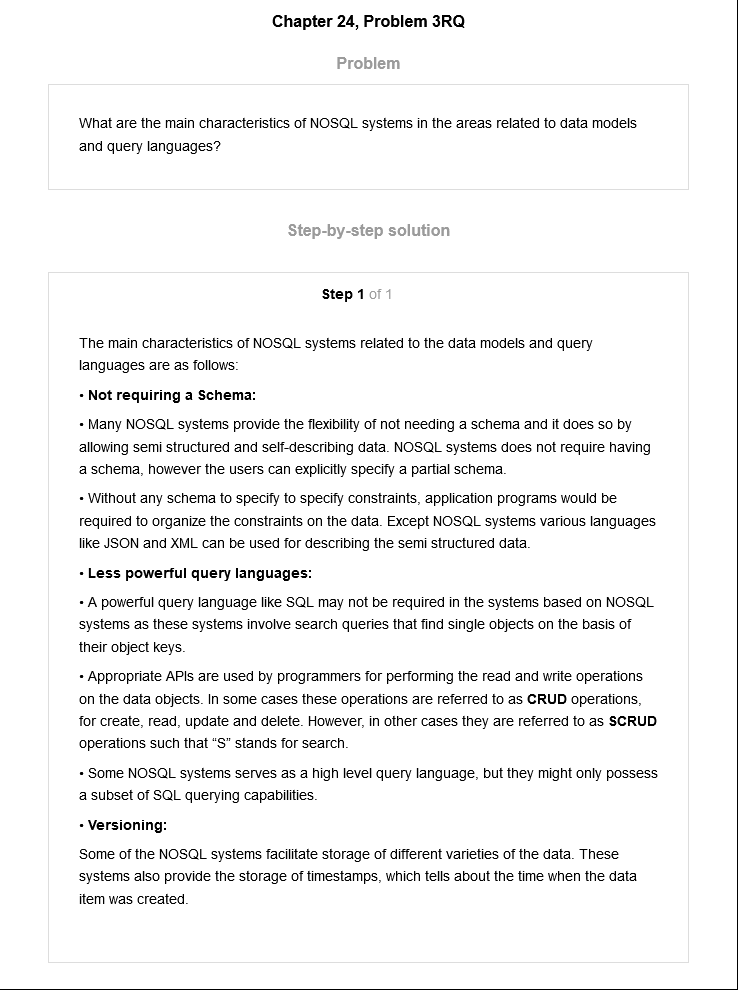 Chapter 24, Problem 3RQ
Problem
What are the main characteristics of NOSQL systems in the areas related to data models
and query languages?
Step-by-step solution
Step 1 of 1
The main characteristics of NOSQL systems related to the data models and query
languages are as follows:
• Not requiring a Schema:
• Many NOSQL systems provide the flexibility of not needing a schema and it does so by
allowing semi structured and self-describing data. NOSQL systems does not require having
a schema, however the users can explicitly specify a partial schema.
• Without any schema to specify to specify constraints, application programs would be
required to organize the constraints on the data. Except NOSQL systems various languages
like JSON and XML can be used for describing the semi structured data.
• Less powerful query languages:
• A powerful query language like SQL may not be required in the systems based on NOSQL
systems as these systems involve search queries that find single objects on the basis of
their object keys.
• Appropriate APIs are used by programmers for performing the read and write operations
on the data objects. In some cases these operations are referred to as CRUD operations,
for create, read, update and delete. However, in other cases they are referred to as SCRUD
operations such that “S” stands for search.
• Some NOSQL systems serves as a high level query language, but they might only possess
a subset of SQL querying capabilities.
• Versioning:
Some of the NOSQL systems facilitate storage of different varieties of the data. These
systems also provide the storage of timestamps, which tells about the time when the data
item was created.